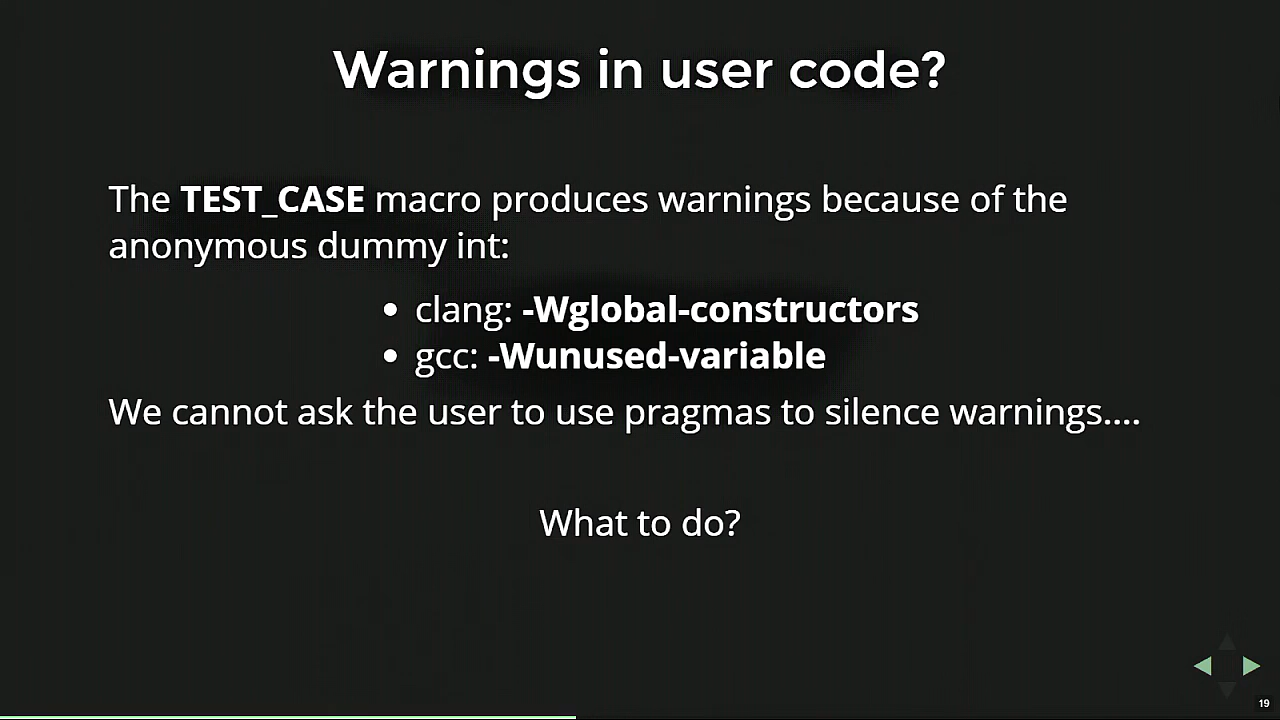 Warnings in user code?
The TEST_CASE macro produces warnings because of the
anonymous dummy int:
• clang: -Wglobal-constructors
• gcc: -Wunused-variable
We cannot ask the user to use pragmas to silence warnings....
What to do?
19